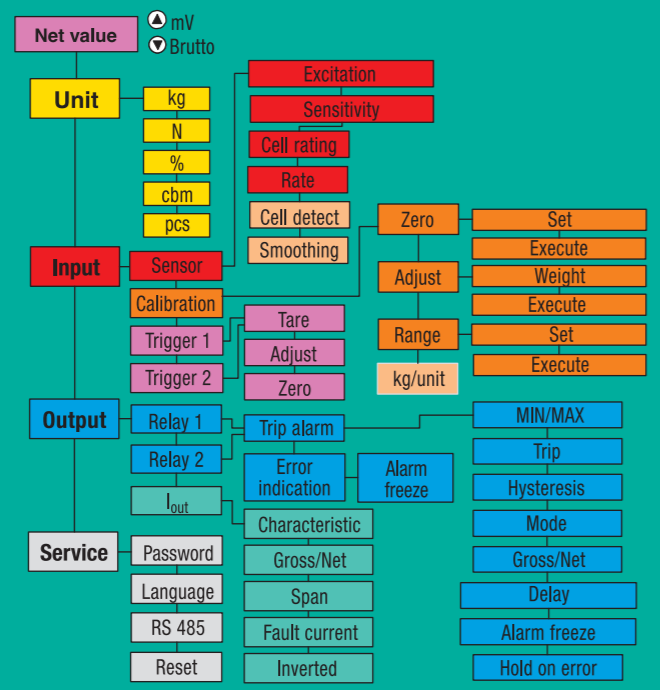 Net value
mV
Brutto
Unit
kg
N
%
cbm
pcs
Excitation
Sensitivity
Cell rating
Rate
Cell detect
Smoothing
Input
Sensor
Calibration
Trigger 1
Trigger 2
Tare
Adjust
Zero
Zero
Set
Execute
Adjust
Weight
Execute
Range
Set
Execute
kg/unit
Output
Relay 1
Relay 2
Iout
Trip alarm
Error
indication
Alarm
freeze
MIN/MAX
Trip
Hysteresis
Mode
Gross/Net
Delay
Alarm freeze
Hold on error
Characteristic
Gross/Net
Span
Fault current
Inverted
Service
Password
Language
RS 485
Reset